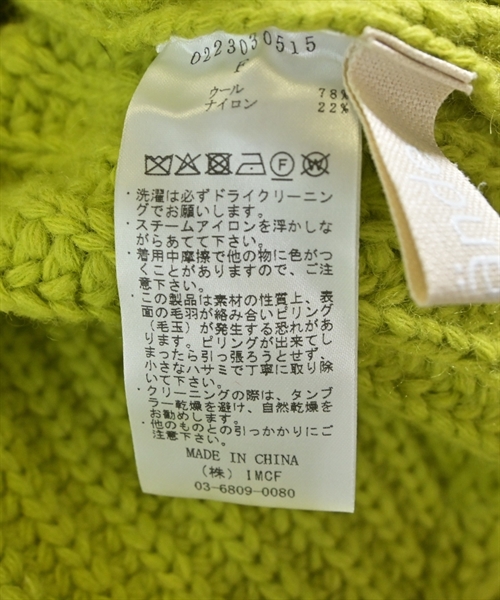 0223030515
F
ウール 78%
ナイロン 22%
・洗濯は必ずドライクリーニン
グでお願いします。
・スチームアイロンを浮かしな
がらあてて下さい。
・着用中摩擦で他の物に色がつ
くことがありますので、ご注
意下さい。
・この製品は素材の性質上、表
面の毛羽が絡み合いピリング
(毛玉)が発生する恐れがあ
ります。ピリングが出来てし
まったら引っ張ろうとせず、
小さなハサミで丁寧に取り除
いて下さい。
・クリーニングの際は、タンブ
ラー乾燥を避け、自然乾燥をお
勧めします。
・他のものとの引っかかりにご
注意下さい。
MADE IN CHINA
(株) IMCF
03-6809-0080